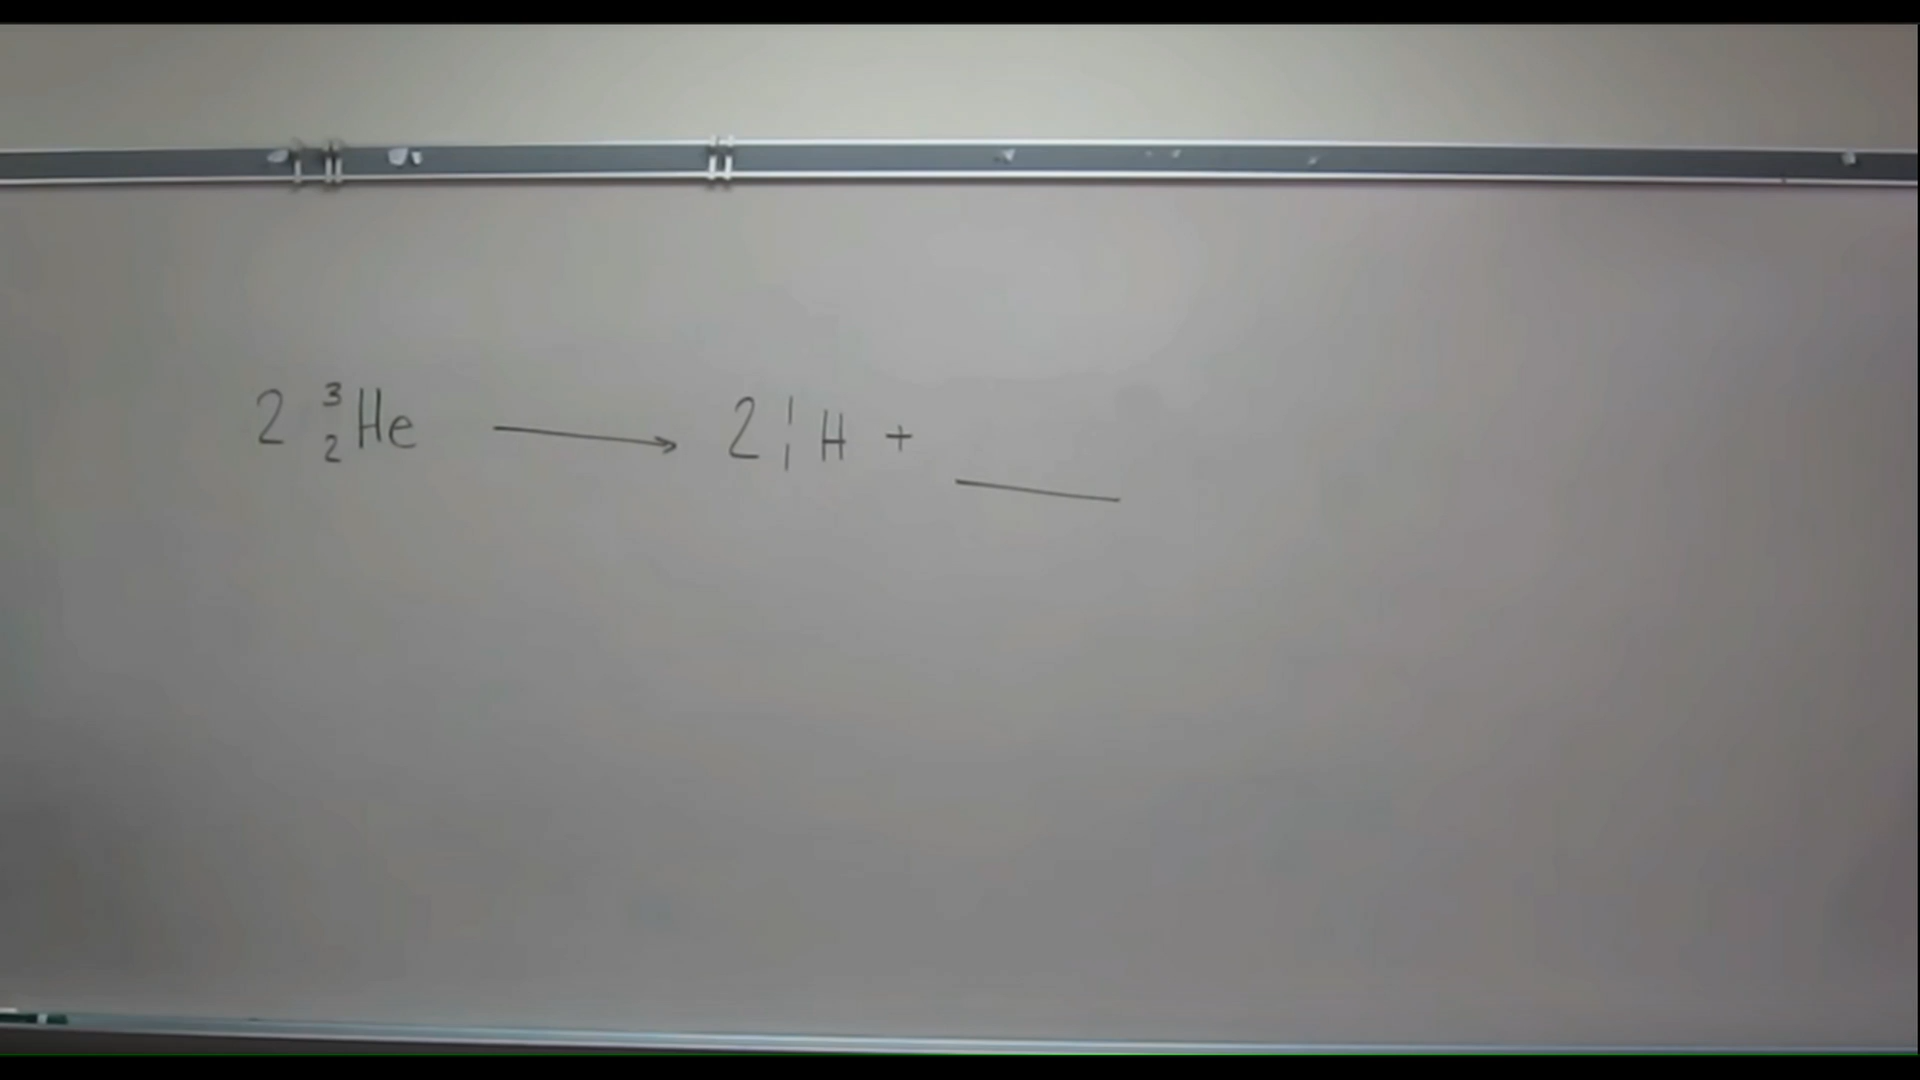 2 ³₂He ⟶ 2 ¹₁H + ____